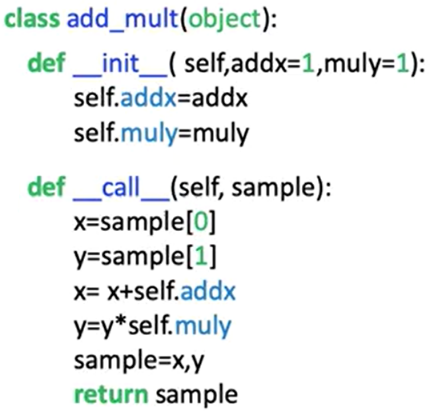 class add_mult(object):
def __init__( self,addx=1,muly=1):
self.addx=addx
self.muly=muly
def __call__(self, sample):
x=sample[0]
y=sample[1]
x= x+self.addx
y=y*self.muly
sample=x,y
return sample